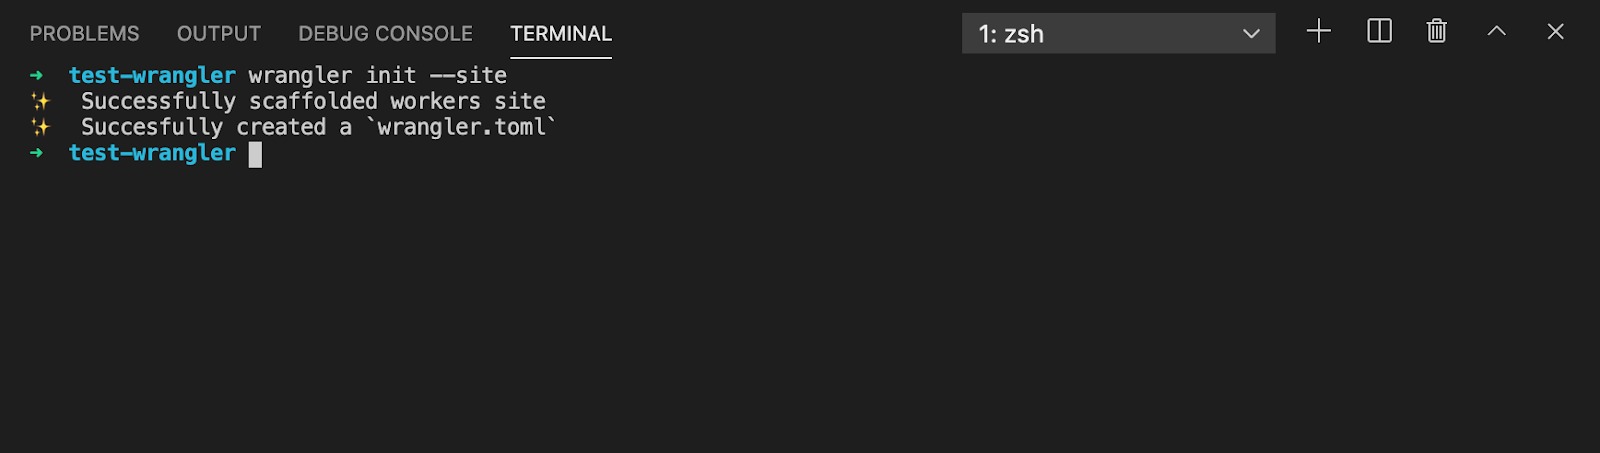 PROBLEMS OUTPUT DEBUG CONSOLE TERMINAL 1: zsh
➜ test-wrangler wrangler init --site
✨ Successfully scaffolded workers site
✨ Succesfully created a `wrangler.toml`
➜ test-wrangler